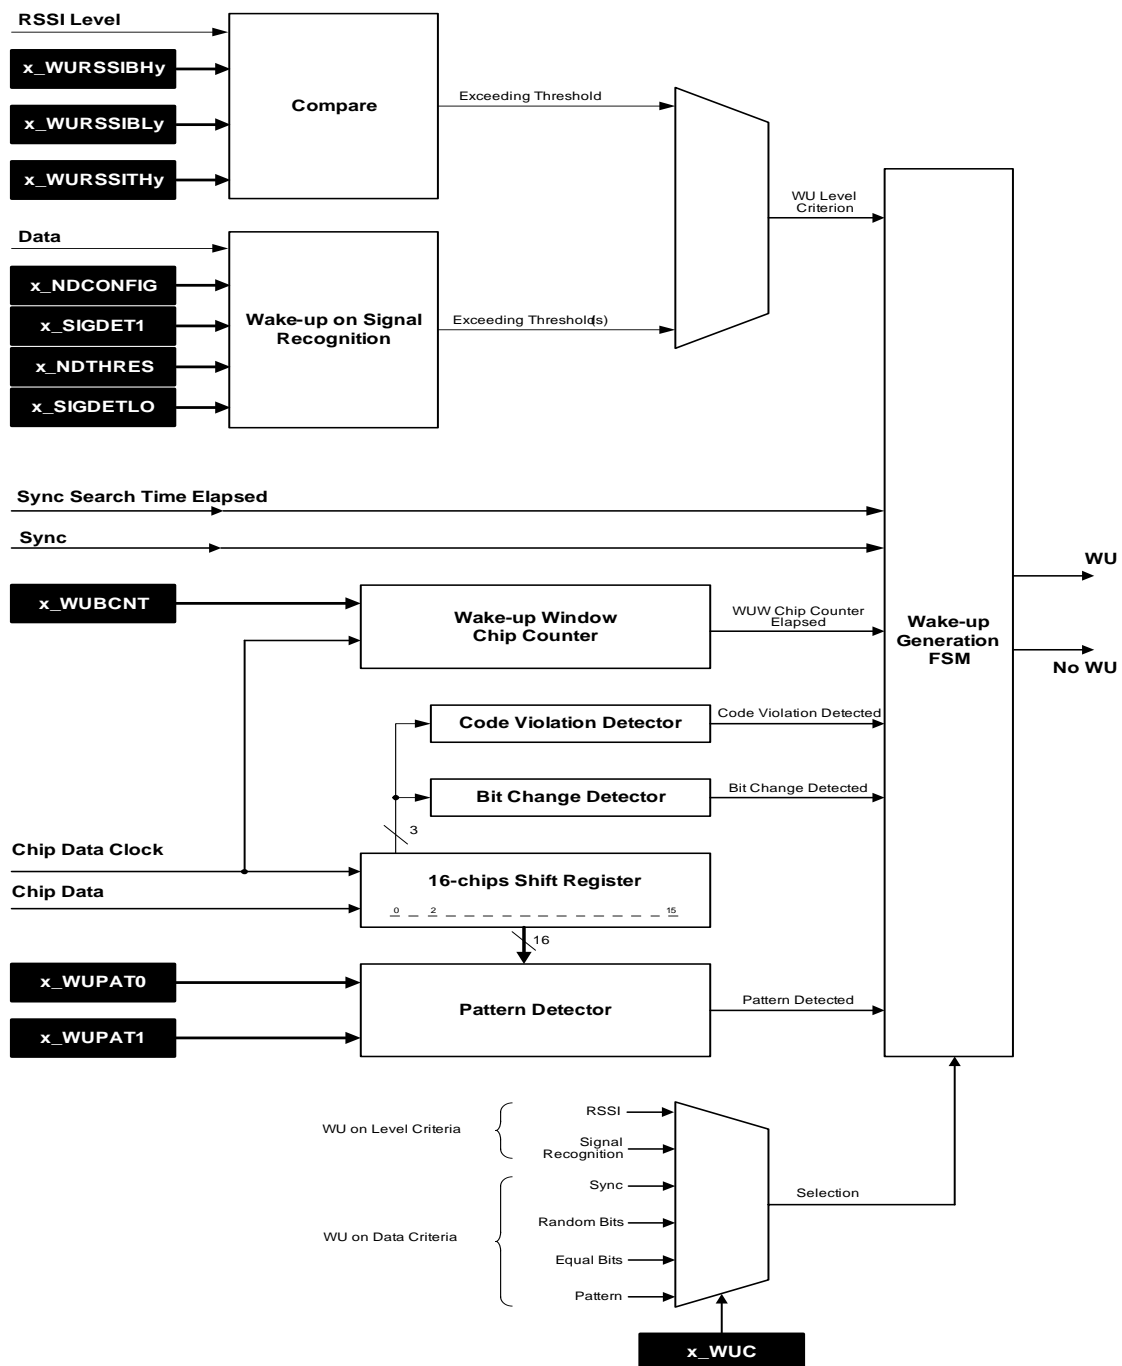 RSSI Level
x_WURSSIBHy
x_WURSSIBLy
x_WURSSITHy
Compare
Exceeding Threshold
WU Level
Criterion
Data
x_NDCONFIG
x_SIGDET1
x_NDTHRES
x_SIGDETLO
Wake-up on Signal
Recognition
Exceeding Threshold(s)
Sync Search Time Elapsed
Sync
x_WUBCNT
Wake-up Window
Chip Counter
WUW Chip Counter
Elapsed
Wake-up
Generation
FSM
WU
No WU
Code Violation Detector
Code Violation Detected
Bit Change Detector
Bit Change Detected
3
Chip Data Clock
Chip Data
16-chips Shift Register
0 2 15
16
x_WUPAT0
x_WUPAT1
Pattern Detector
Pattern Detected
WU on Level Criteria
RSSI
Signal
Recognition
WU on Data Criteria
Sync
Random Bits
Equal Bits
Pattern
Selection
x_WUC